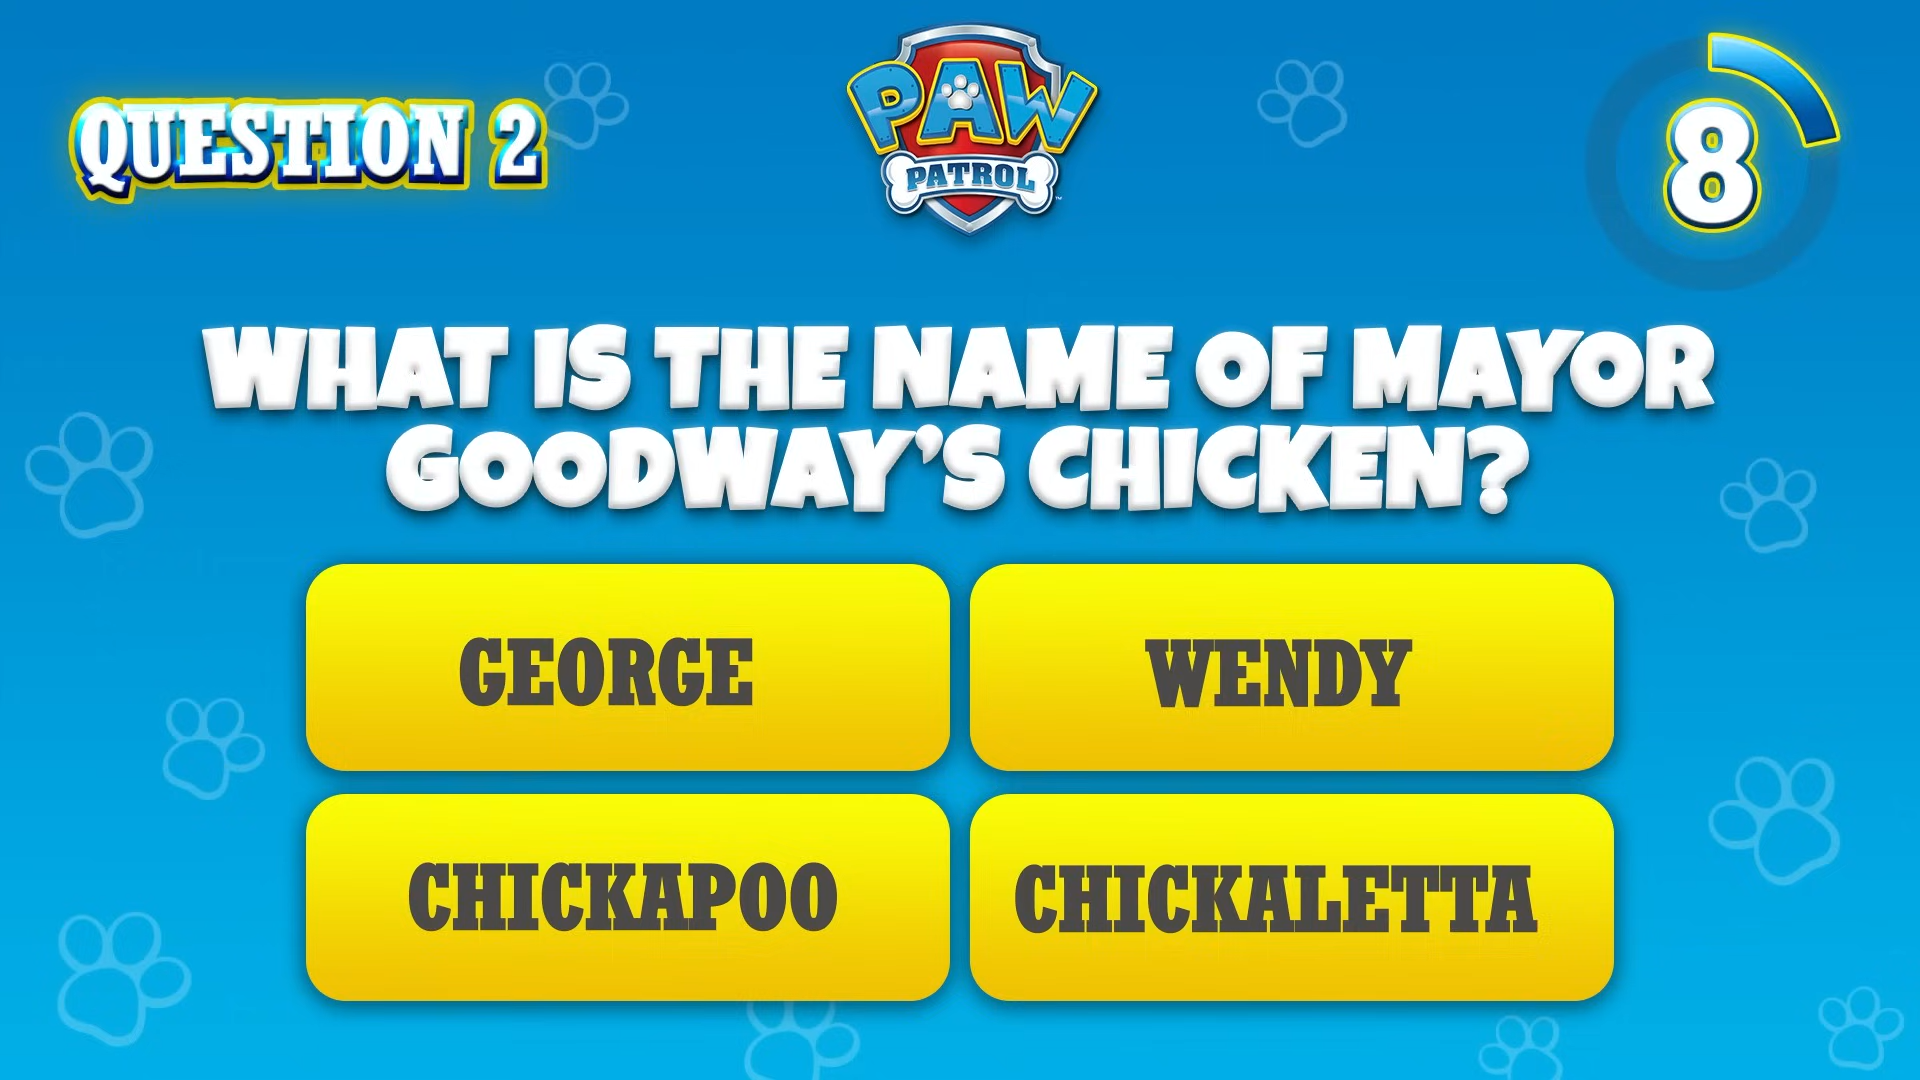 QUESTION 2
PAW
PATROL
8
WHAT IS THE NAME OF MAYOR
GOODWAY'S CHICKEN?
GEORGE
WENDY
CHICKAPOO
CHICKALETTA